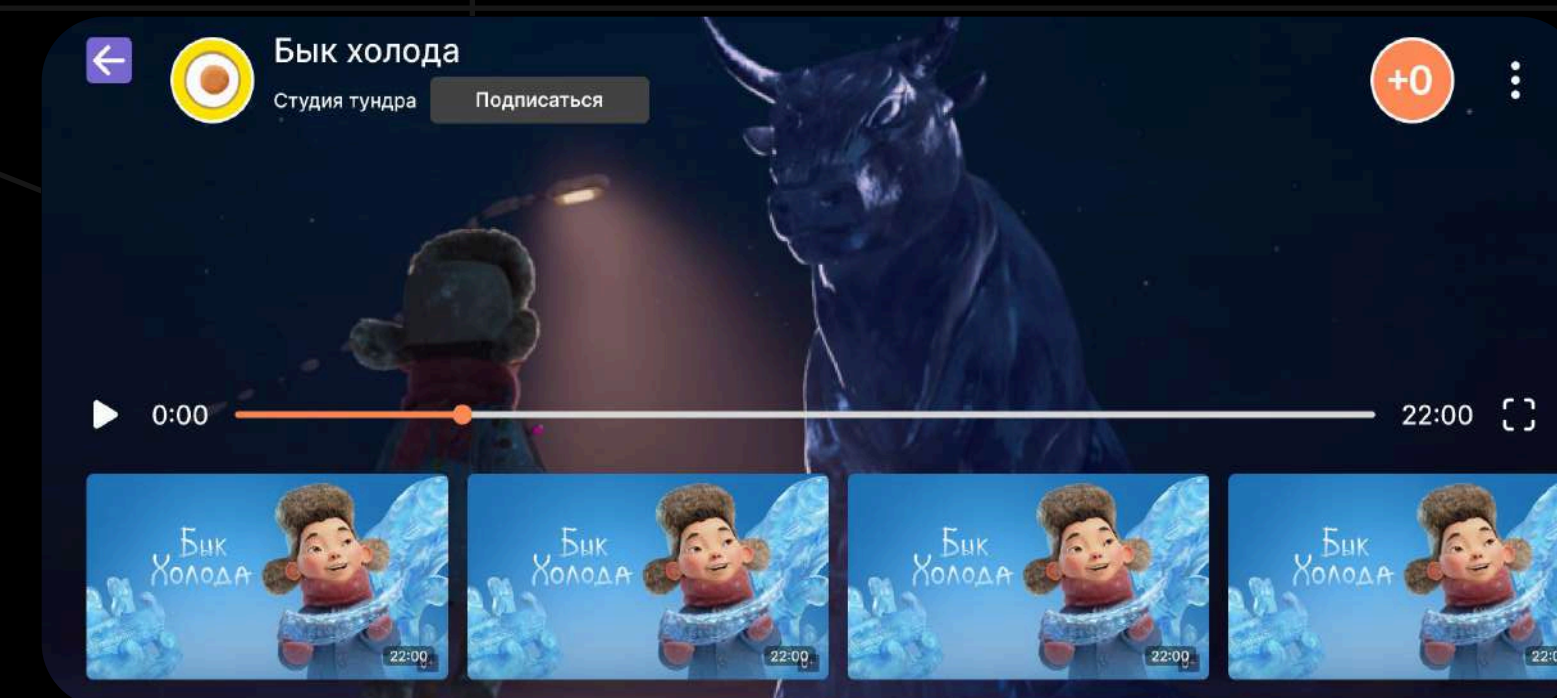 Бык холода
Студия тундра
Подписаться
+0
0:00
22:00
Бык
Холода
22:00
Бык
Холода
22:00
Бык
Холода
22:00
Бык
Холода